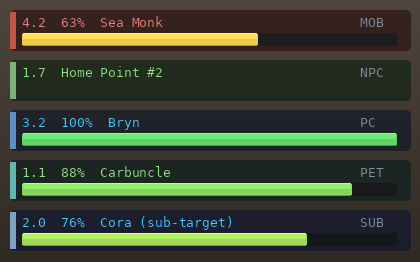 4.2 63% Sea Monk MOB
1.7 Home Point #2 NPC
3.2 100% Bryn PC
1.1 88% Carbuncle PET
2.0 76% Cora (sub-target) SUB